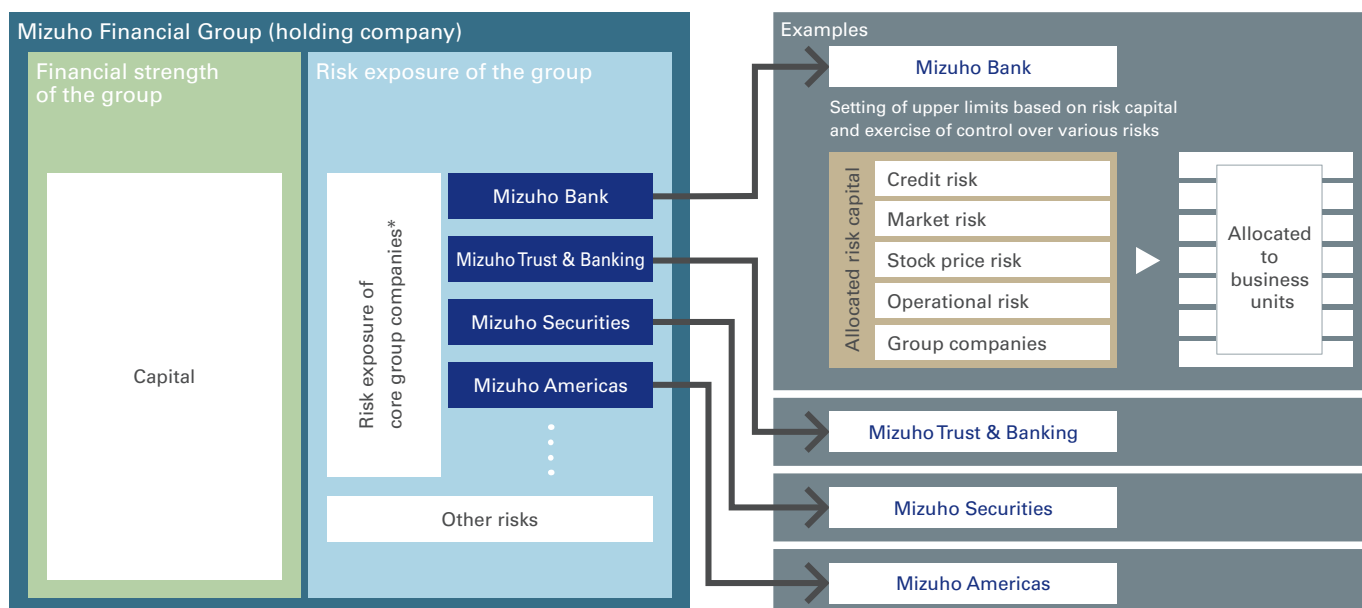 Mizuho Financial Group (holding company)
Financial strength
of the group
Capital
Risk exposure of the group
Risk exposure of
core group companies*
Mizuho Bank
Mizuho Trust & Banking
Mizuho Securities
Mizuho Americas
Other risks
Examples
Mizuho Bank
Setting of upper limits based on risk capital
and exercise of control over various risks
Allocated risk capital
Credit risk
Market risk
Stock price risk
Operational risk
Group companies
Allocated
to
business
units
Mizuho Trust & Banking
Mizuho Securities
Mizuho Americas